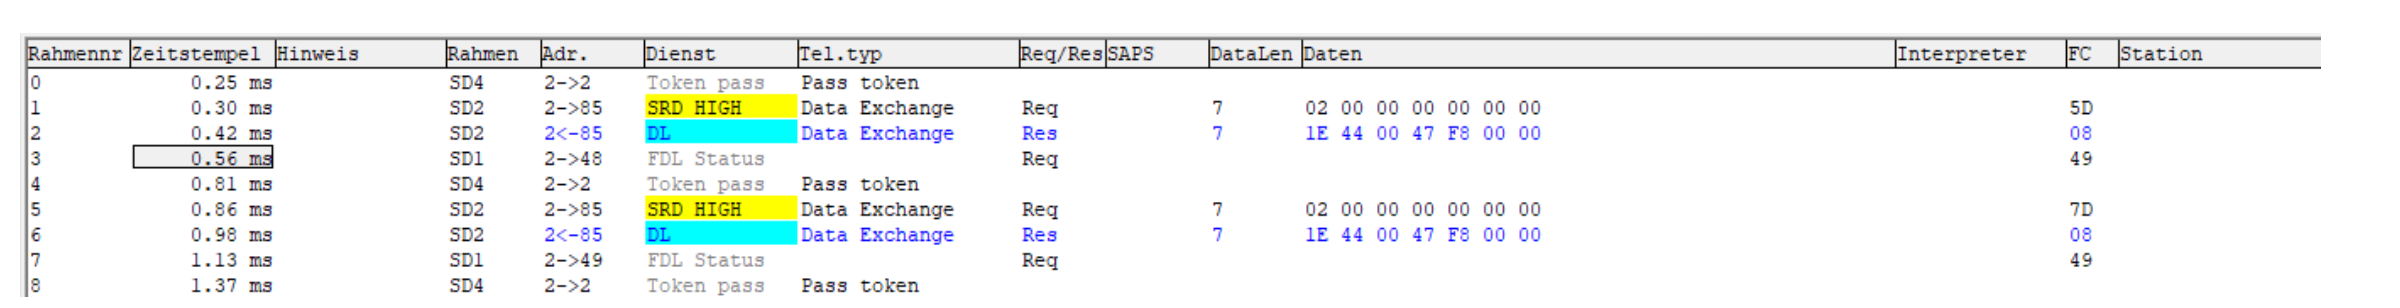 Rahmennr Zeitstempel Hinweis Rahmen Adr. Dienst Tel.typ Req/Res SAPS DataLen Daten Interpreter FC Station
0 0.25 ms SD4 2->2 Token pass Pass token
1 0.30 ms SD2 2->85 SRD HIGH Data Exchange Req 7 02 00 00 00 00 00 00 5D
2 0.42 ms SD2 2<-85 DL Data Exchange Res 7 1E 44 00 47 F8 00 00 08
3 0.56 ms SD1 2->48 FDL Status Req 49
4 0.81 ms SD4 2->2 Token pass Pass token
5 0.86 ms SD2 2->85 SRD HIGH Data Exchange Req 7 02 00 00 00 00 00 00 7D
6 0.98 ms SD2 2<-85 DL Data Exchange Res 7 1E 44 00 47 F8 00 00 08
7 1.13 ms SD1 2->49 FDL Status Req 49
8 1.37 ms SD4 2->2 Token pass Pass token